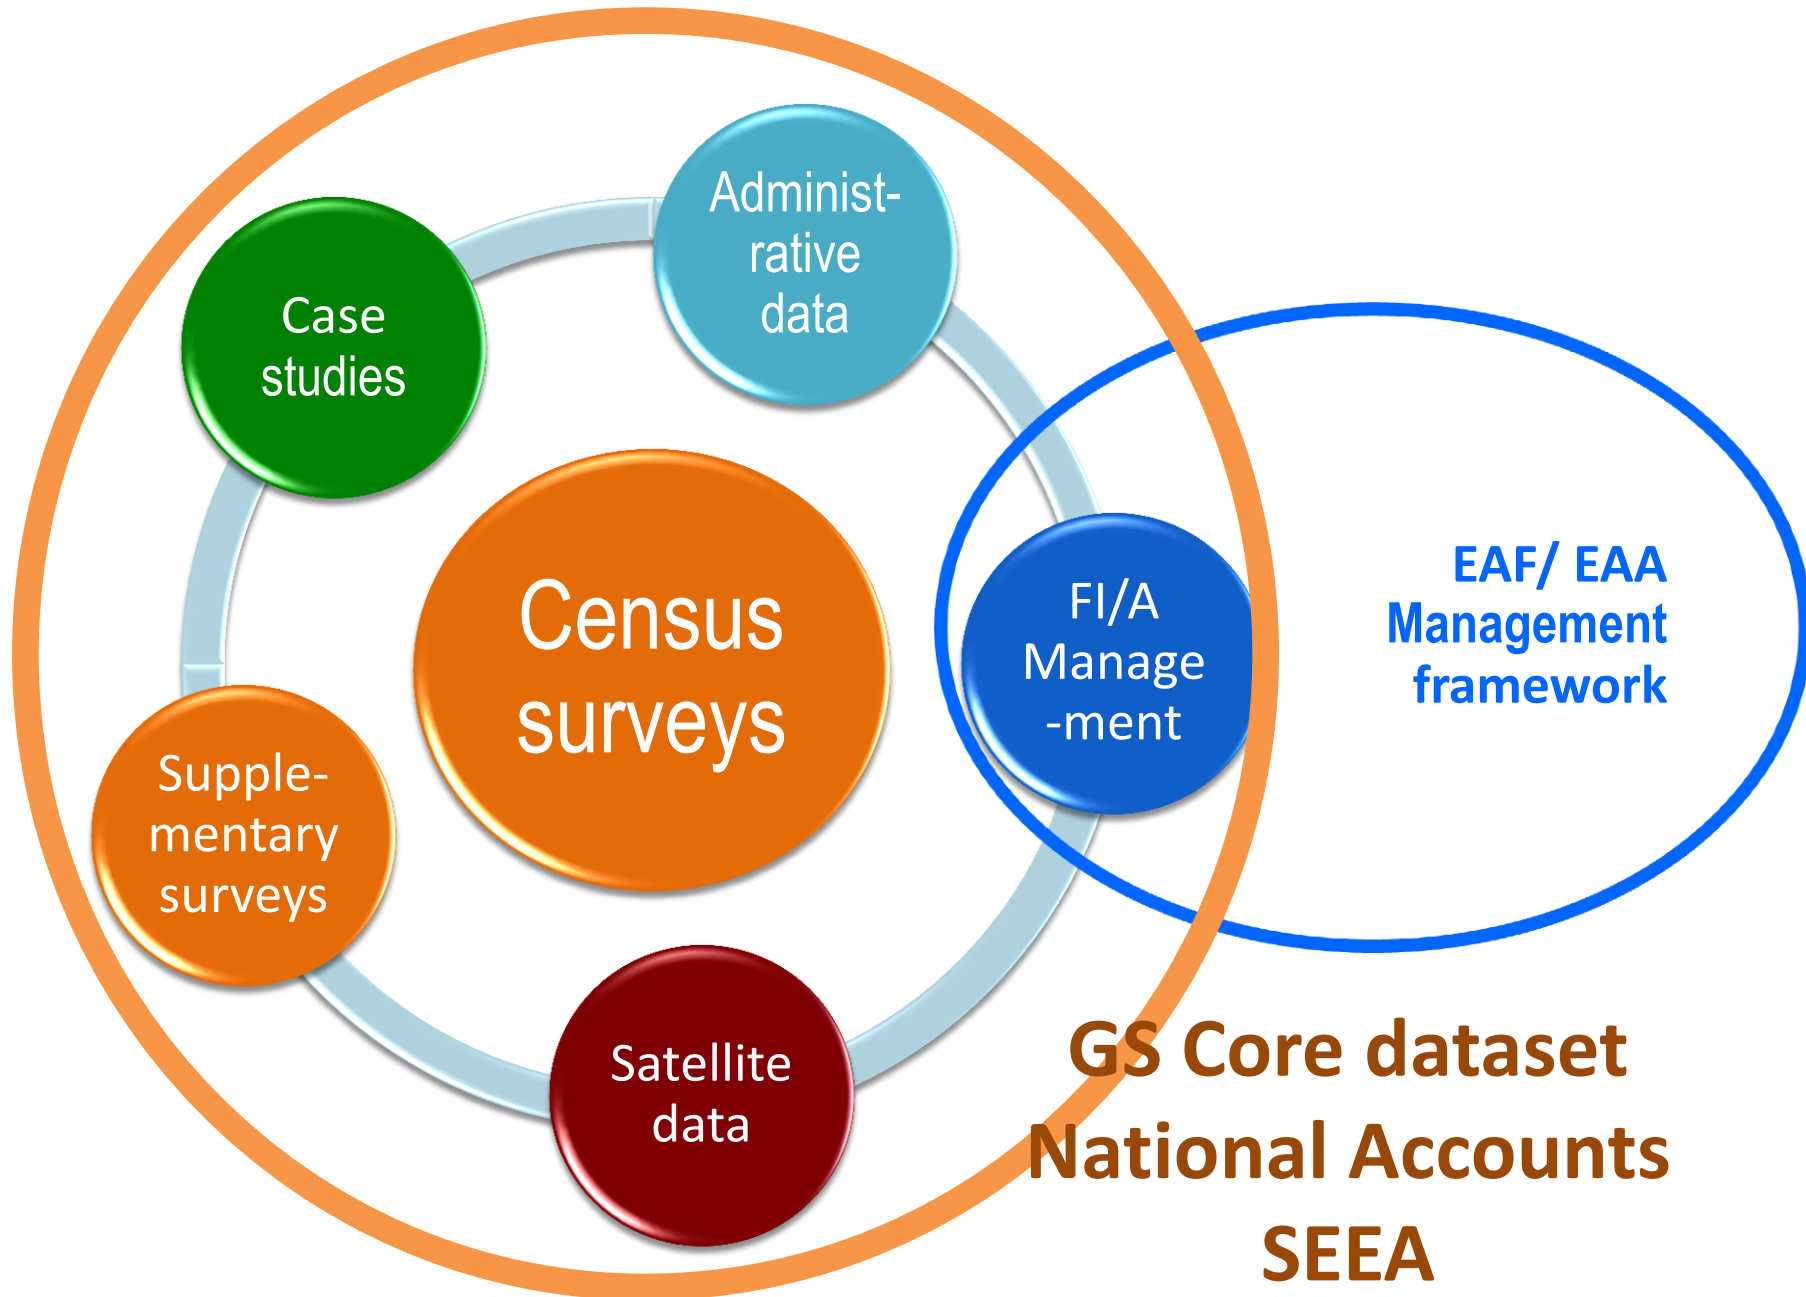 Administ-
rative
data
Case
studies
Census
surveys
FI/A
Manage
-ment
EAF/ EAA
Management
framework
Supple-
mentary
surveys
Satellite
data
GS Core dataset
National Accounts
SEEA